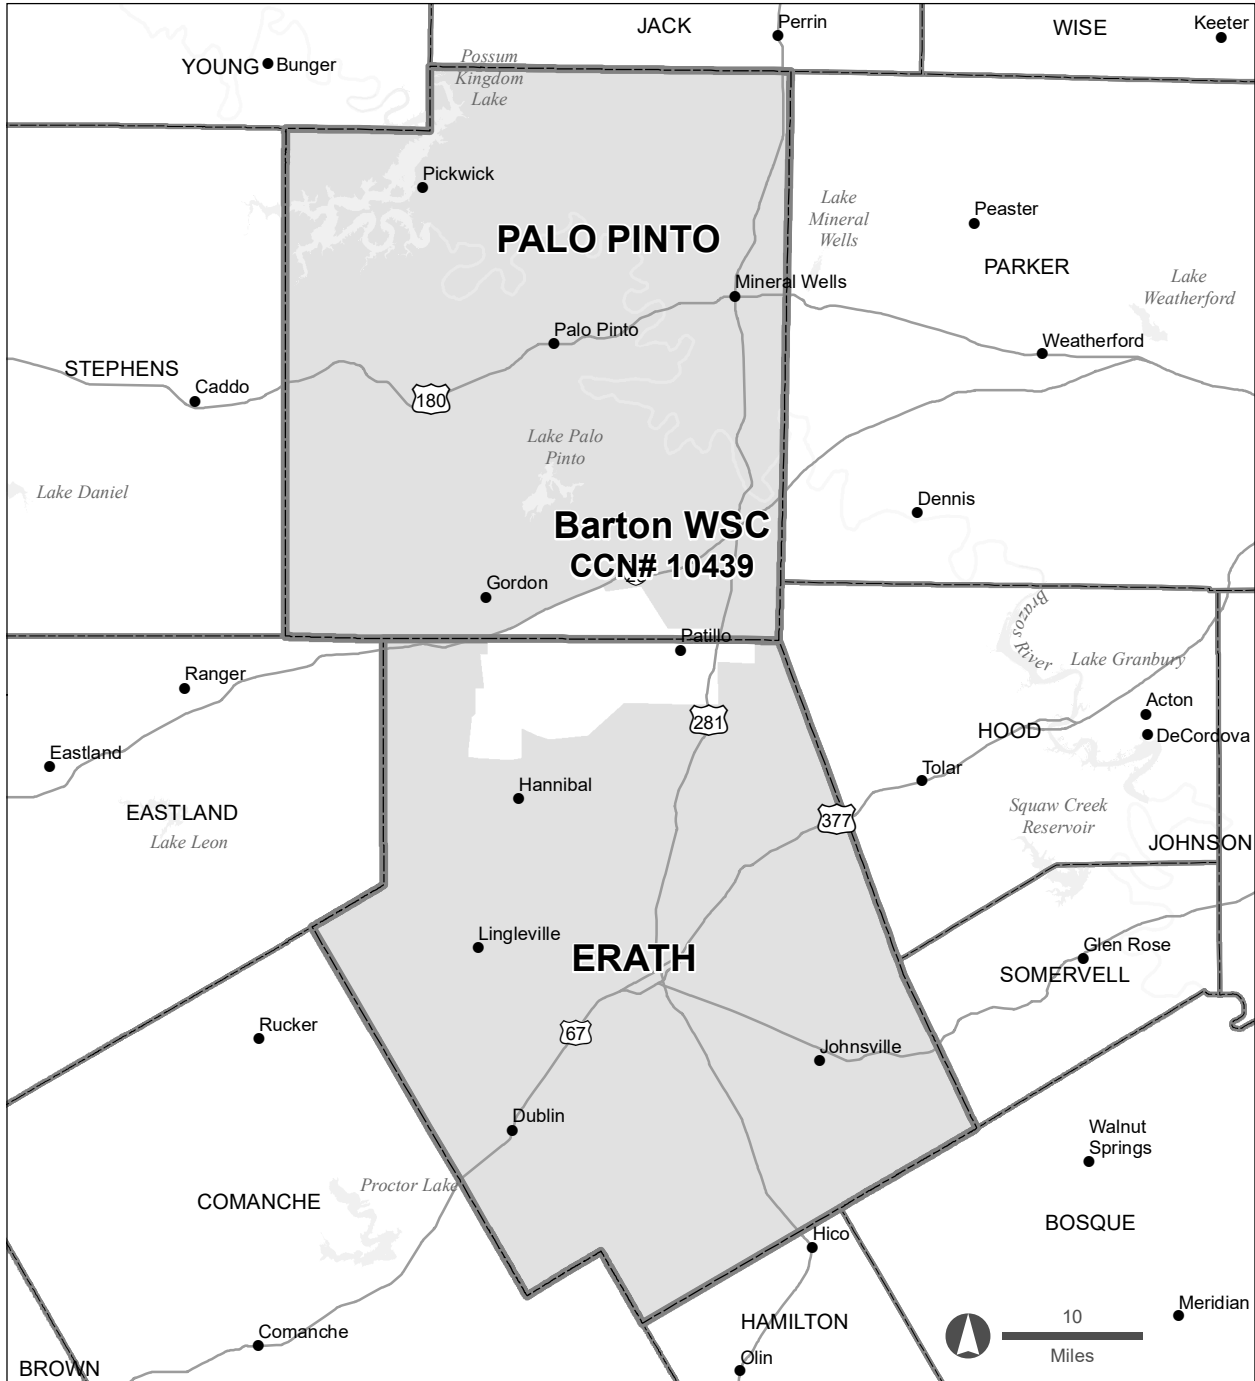 JACK
Perrin
WISE
Keeter
YOUNG
Bunger
Possum
Kingdom
Lake
Pickwick
PALO PINTO
Lake
Mineral
Wells
Peaster
PARKER
Lake
Weatherford
Mineral Wells
Palo Pinto
Weatherford
STEPHENS
Caddo
180
Lake Palo
Pinto
Lake Daniel
Dennis
Barton WSC
CCN# 10439
Gordon
Patillo
Brazos
River
Lake Granbury
Ranger
Acton
DeCordova
281
HOOD
Eastland
Tolar
Hannibal
EASTLAND
Lake Leon
377
Squaw Creek
Reservoir
JOHNSON
Lingleville
ERATH
Glen Rose
SOMERVELL
Rucker
67
Johnsville
Dublin
Walnut
Springs
Proctor Lake
COMANCHE
BOSQUE
Hico
Meridian
HAMILTON
10
Miles
Comanche
Olin
BROWN